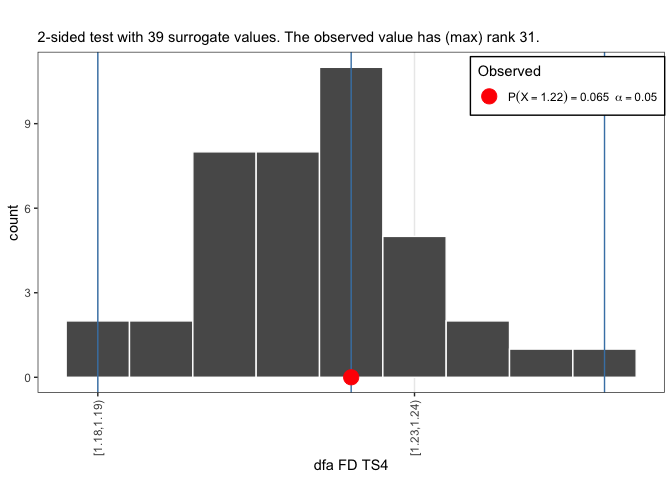 2-sided test with 39 surrogate values. The observed value has (max) rank 31.
Observed
P(X = 1.22) = 0.065 α = 0.05
count
9
6
3
0
[1.18,1.19)
[1.23,1.24)
dfa FD TS4